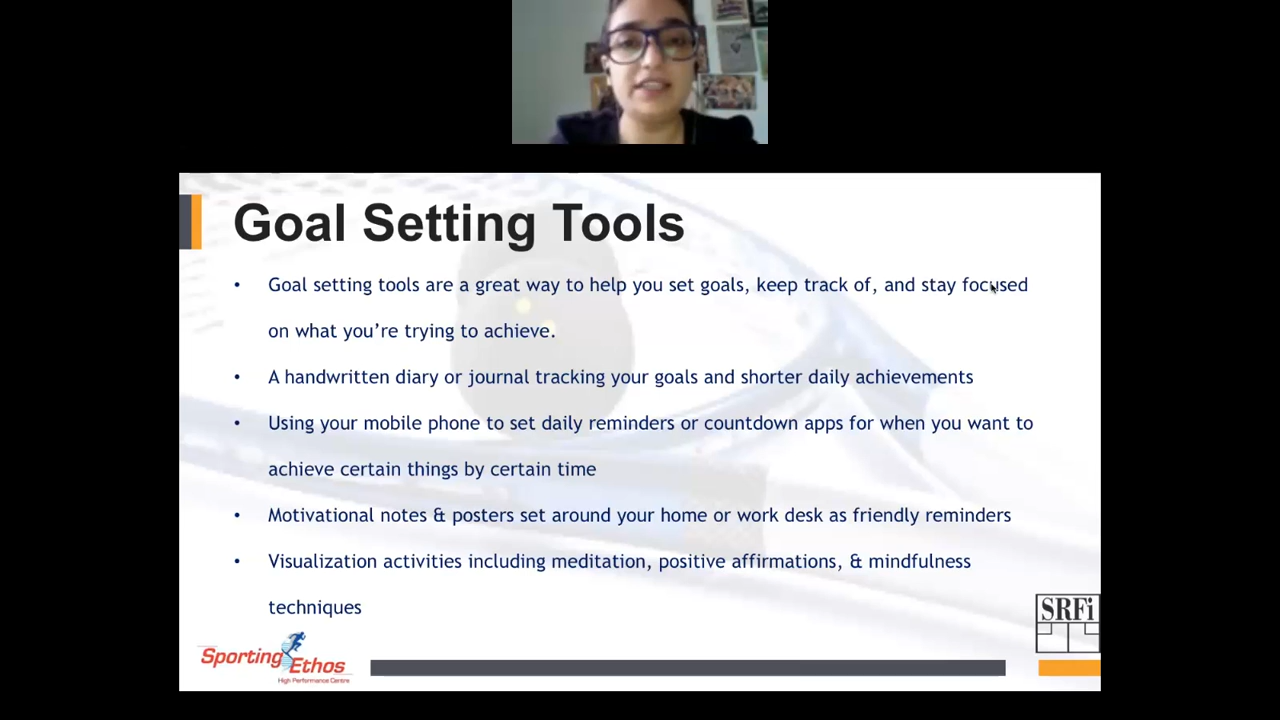 Goal Setting Tools
• Goal setting tools are a great way to help you set goals, keep track of, and stay focused
on what you’re trying to achieve.
• A handwritten diary or journal tracking your goals and shorter daily achievements
• Using your mobile phone to set daily reminders or countdown apps for when you want to
achieve certain things by certain time
• Motivational notes & posters set around your home or work desk as friendly reminders
• Visualization activities including meditation, positive affirmations, & mindfulness
techniques
SRFi
Sporting Ethos
High Performance Centre